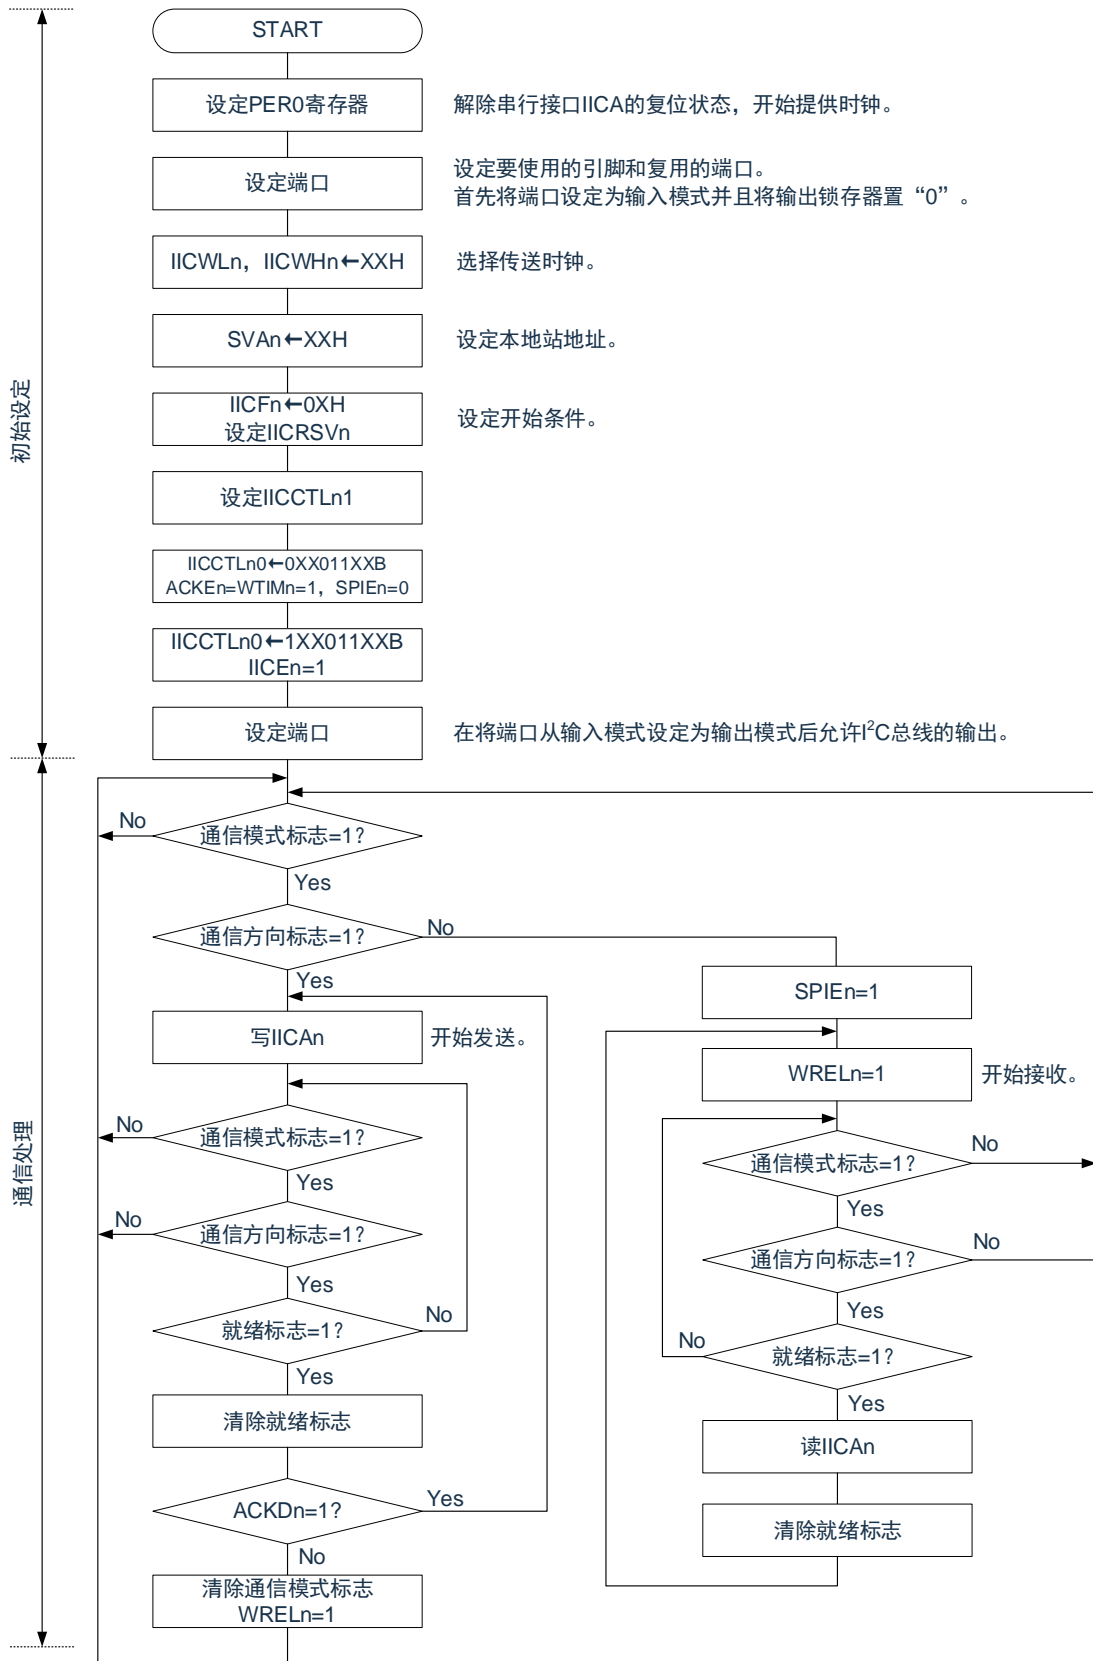 START
设定PER0寄存器
解除串行接口IICA的复位状态，开始提供时钟。
设定端口
设定要使用的引脚和复用的端口。
首先将端口设定为输入模式并且将输出锁存器置“0”。
IICWLn，IICWHn←XXH
选择传送时钟。
SVAn←XXH
设定本地站地址。
IICFn←0XH
设定IICRSVn
设定开始条件。
初始设定
设定IICCTLn1
IICCTLn0←0XX011XXB
ACKEn=WTIMn=1，SPIEn=0
IICCTLn0←1XX011XXB
IICEn=1
设定端口
在将端口从输入模式设定为输出模式后允许I²C总线的输出。
通信处理
通信模式标志=1?
No
Yes
通信方向标志=1?
No
Yes
写IICAn
开始发送。
通信模式标志=1?
No
Yes
通信方向标志=1?
No
Yes
就绪标志=1?
No
Yes
清除就绪标志
ACKDn=1?
Yes
No
清除通信模式标志
WRELn=1
SPIEn=1
WRELn=1
开始接收。
通信模式标志=1?
No
Yes
通信方向标志=1?
No
Yes
就绪标志=1?
No
Yes
读IICAn
清除就绪标志